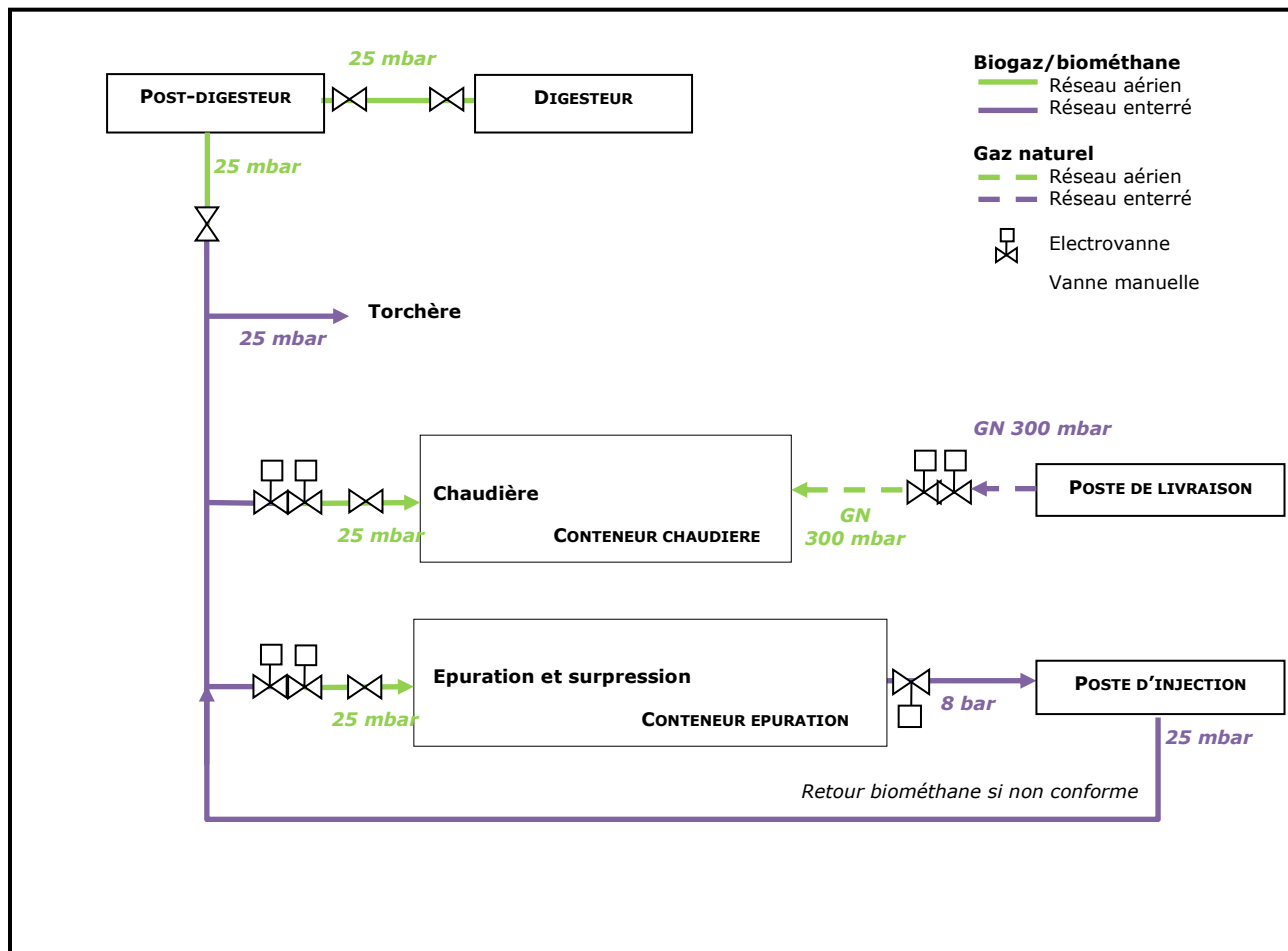 25 mbar
POST-DIGESTEUR
DIGESTEUR
25 mbar
Biogaz/biométhane
Réseau aérien
Réseau enterré
Gaz naturel
Réseau aérien
Réseau enterré
Electrovanne
Vanne manuelle
Torchère
25 mbar
GN 300 mbar
Chaudière
CONTENEUR CHAUDIERE
25 mbar
GN
300 mbar
POSTE DE LIVRAISON
Epuration et surpression
CONTENEUR EPURATION
25 mbar
8 bar
POSTE D’INJECTION
25 mbar
Retour biométhane si non conforme